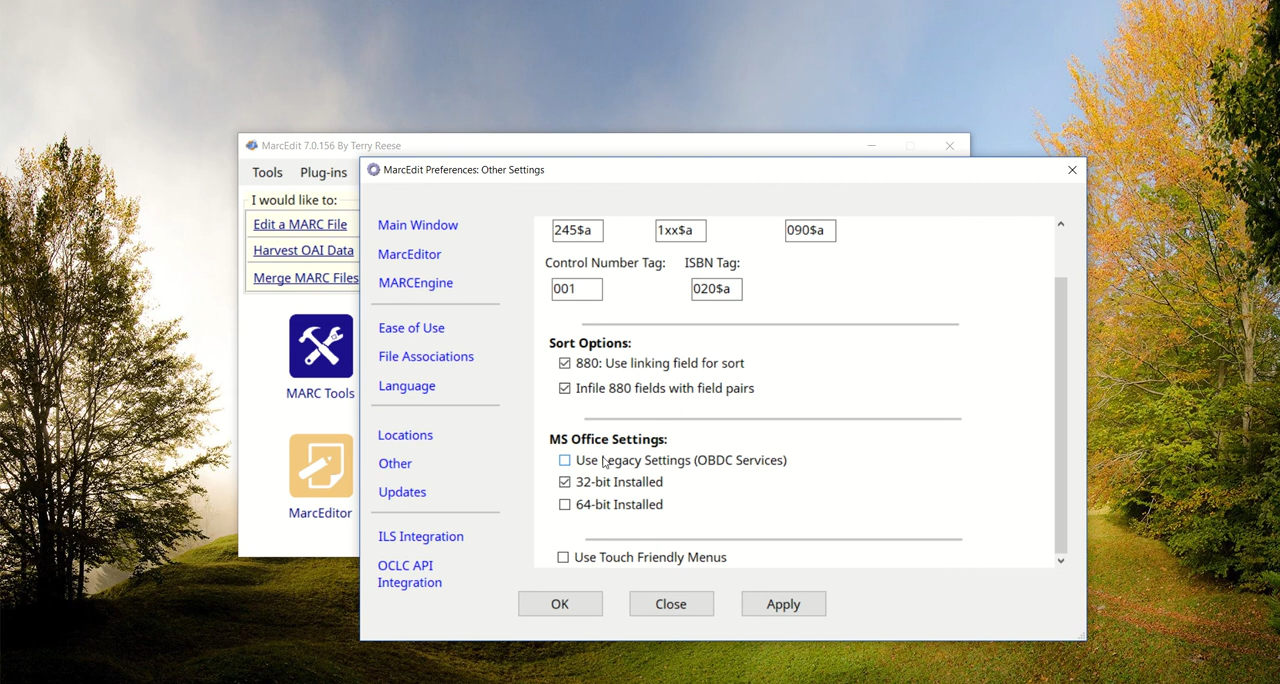 MarcEdit 7.0.156 By Terry Reese
Tools Plug-ins
I would like to:
Edit a MARC File
Harvest OAI Data
Merge MARC Files
MARC Tools
MarcEditor
MarcEdit Preferences: Other Settings
Main Window
MarcEditor
MARCEngine
Ease of Use
File Associations
Language
Locations
Other
Updates
ILS Integration
OCLC API
Integration
245$a 1xx$a 090$a
Control Number Tag: ISBN Tag:
001 020$a
Sort Options:
880: Use linking field for sort
Infile 880 fields with field pairs
MS Office Settings:
Use Legacy Settings (OBDC Services)
32-bit Installed
64-bit Installed
Use Touch Friendly Menus
OK Close Apply